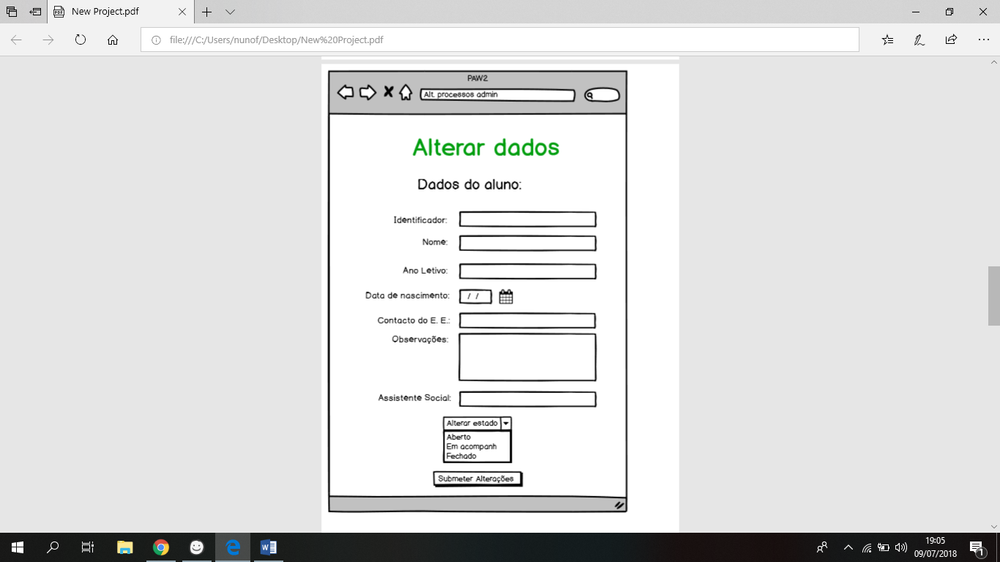 New Project.pdf
file:///C:/Users/nunof/Desktop/New%20Project.pdf
PAW2
Alt. processos admin
Alterar dados
Dados do aluno:
Identificador:
Nome:
Ano Letivo:
Data de nascimento: / /
Contacto do E. E.:
Observações:
Assistente Social:
Alterar estado
Aberto
Em acompanh
Fechado
Submeter Alterações
19:05
09/07/2018
1